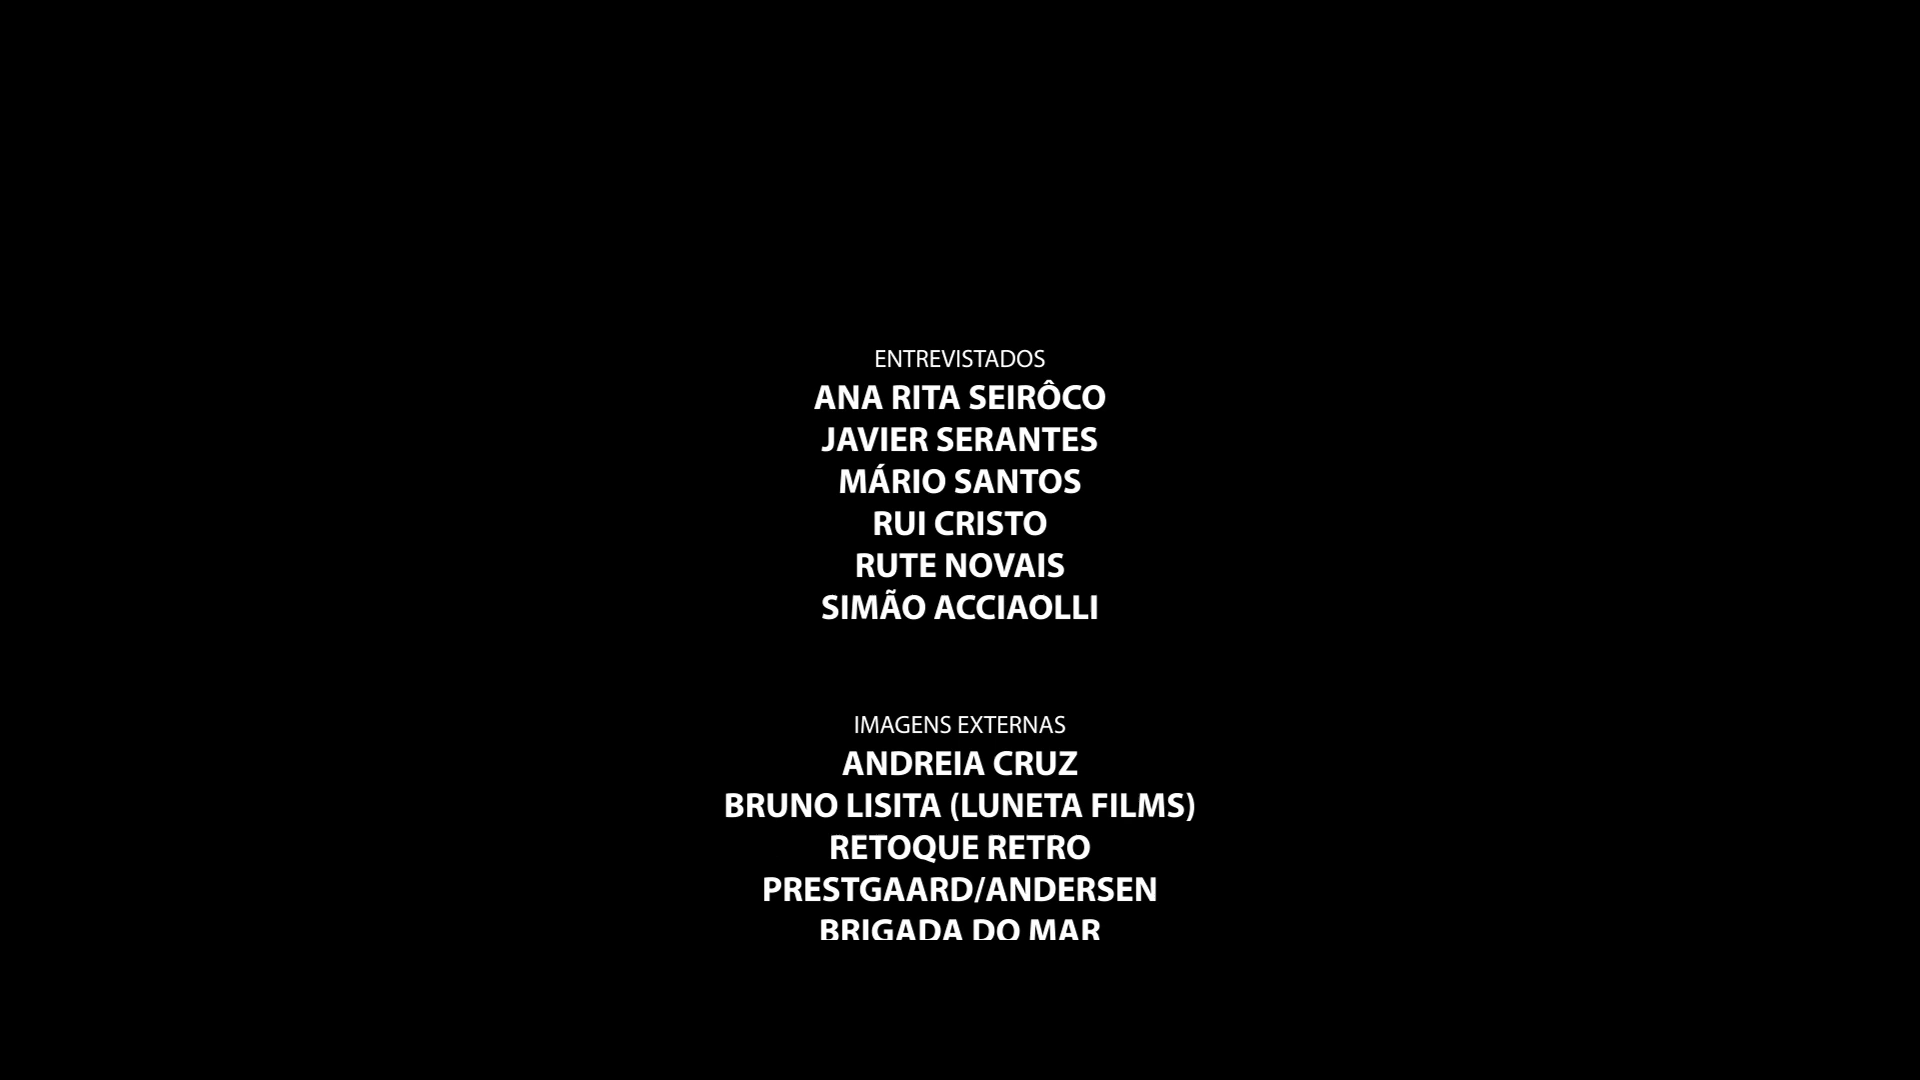 ENTREVISTADOS
ANA RITA SEIRÔCO
JAVIER SERANTES
MÁRIO SANTOS
RUI CRISTO
RUTE NOVAIS
SIMÃO ACCIAOLLI
IMAGENS EXTERNAS
ANDREIA CRUZ
BRUNO LISITA (LUNETA FILMS)
RETOQUE RETRO
PRESTGAARD/ANDERSEN
BRIGADA DO MAR